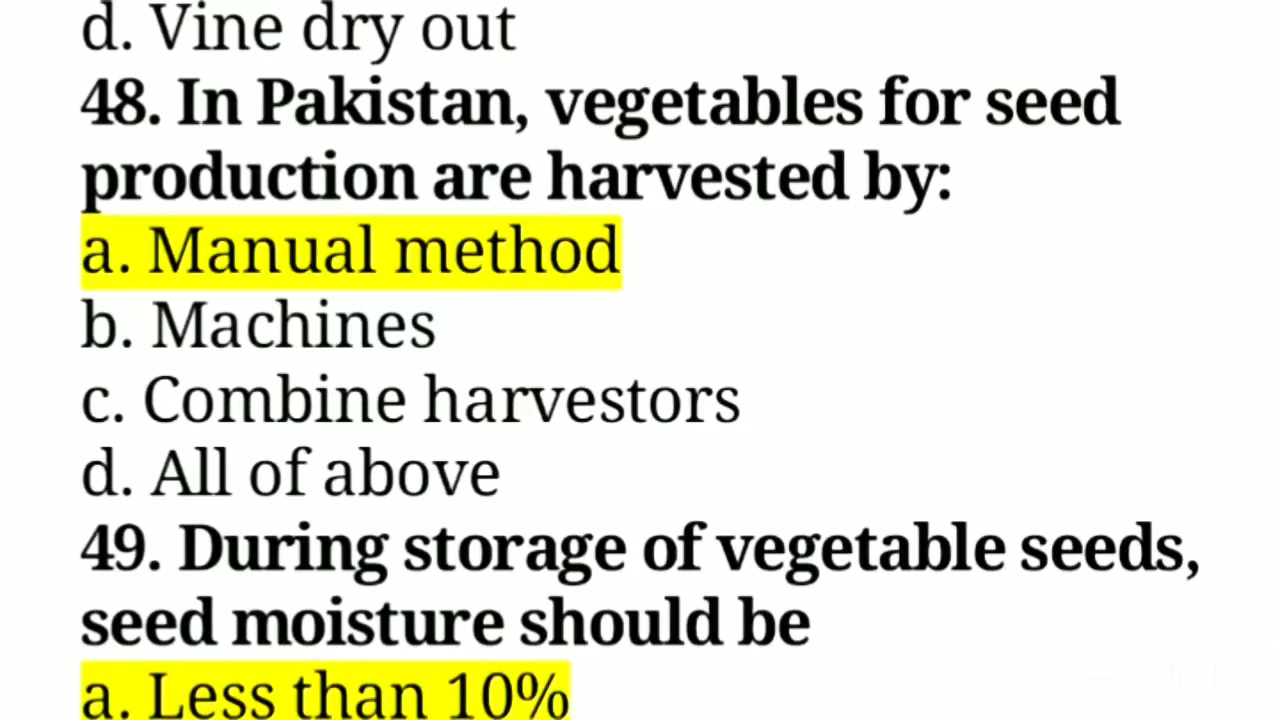 d. Vine dry out
48. In Pakistan, vegetables for seed
production are harvested by:
a. Manual method
b. Machines
c. Combine harvestors
d. All of above
49. During storage of vegetable seeds,
seed moisture should be
a. Less than 10%